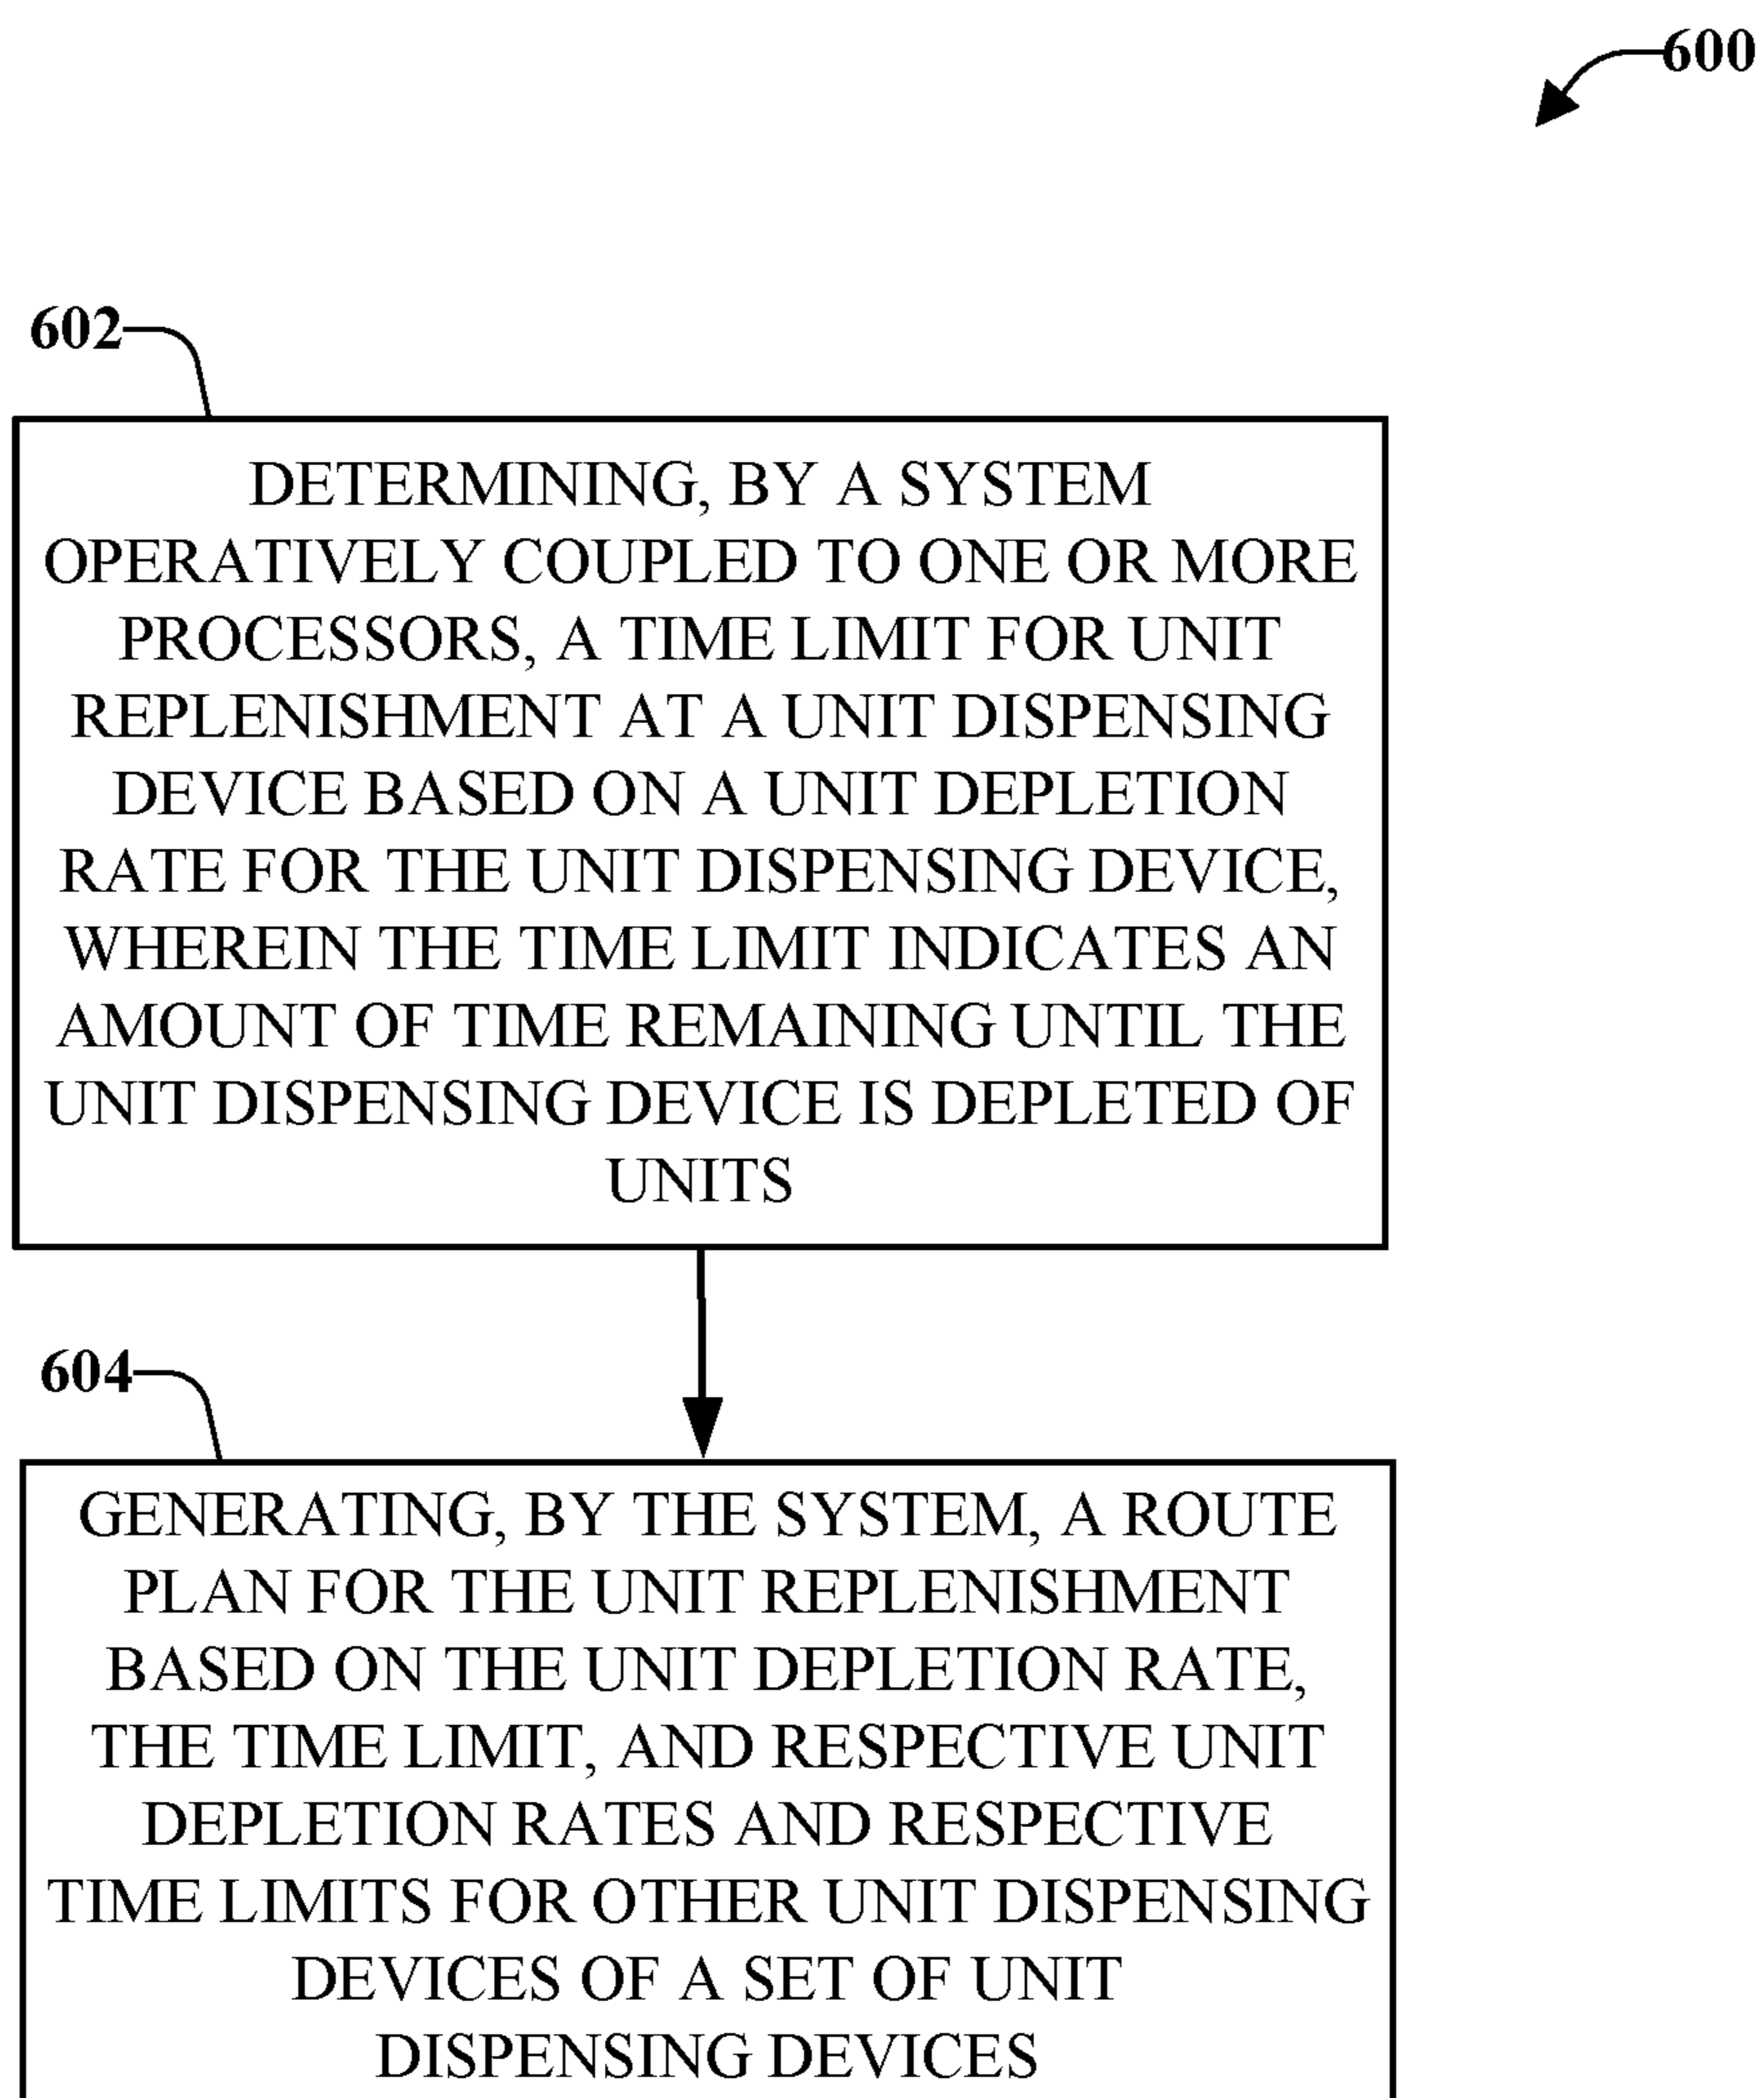 600
602
DETERMINING, BY A SYSTEM
OPERATIVELY COUPLED TO ONE OR MORE
PROCESSORS, A TIME LIMIT FOR UNIT
REPLENISHMENT AT A UNIT DISPENSING
DEVICE BASED ON A UNIT DEPLETION
RATE FOR THE UNIT DISPENSING DEVICE,
WHEREIN THE TIME LIMIT INDICATES AN
AMOUNT OF TIME REMAINING UNTIL THE
UNIT DISPENSING DEVICE IS DEPLETED OF
UNITS
604
GENERATING, BY THE SYSTEM, A ROUTE
PLAN FOR THE UNIT REPLENISHMENT
BASED ON THE UNIT DEPLETION RATE,
THE TIME LIMIT, AND RESPECTIVE UNIT
DEPLETION RATES AND RESPECTIVE
TIME LIMITS FOR OTHER UNIT DISPENSING
DEVICES OF A SET OF UNIT
DISPENSING DEVICES